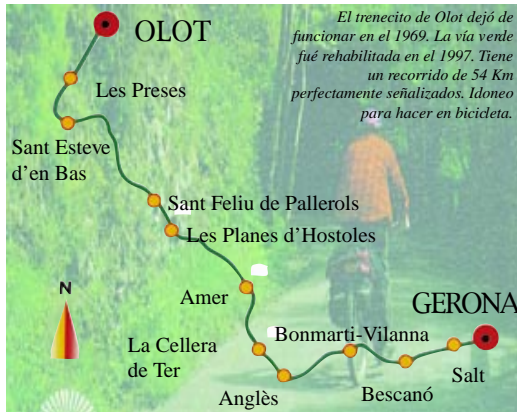 El trenecito de Olot dejó de
funcionar en el 1969. La vía verde
fué rehabilitada en el 1997. Tiene
un recorrido de 54 Km
perfectamente señalizados. Idoneo
para hacer en bicicleta.
OLOT
Les Preses
Sant Esteve
d'en Bas
Sant Feliu de Pallerols
Les Planes d'Hostoles
Amer
N
GERONA
La Cellera
de Ter
Bonmarti-Vilanna
Salt
Anglès
Bescanó